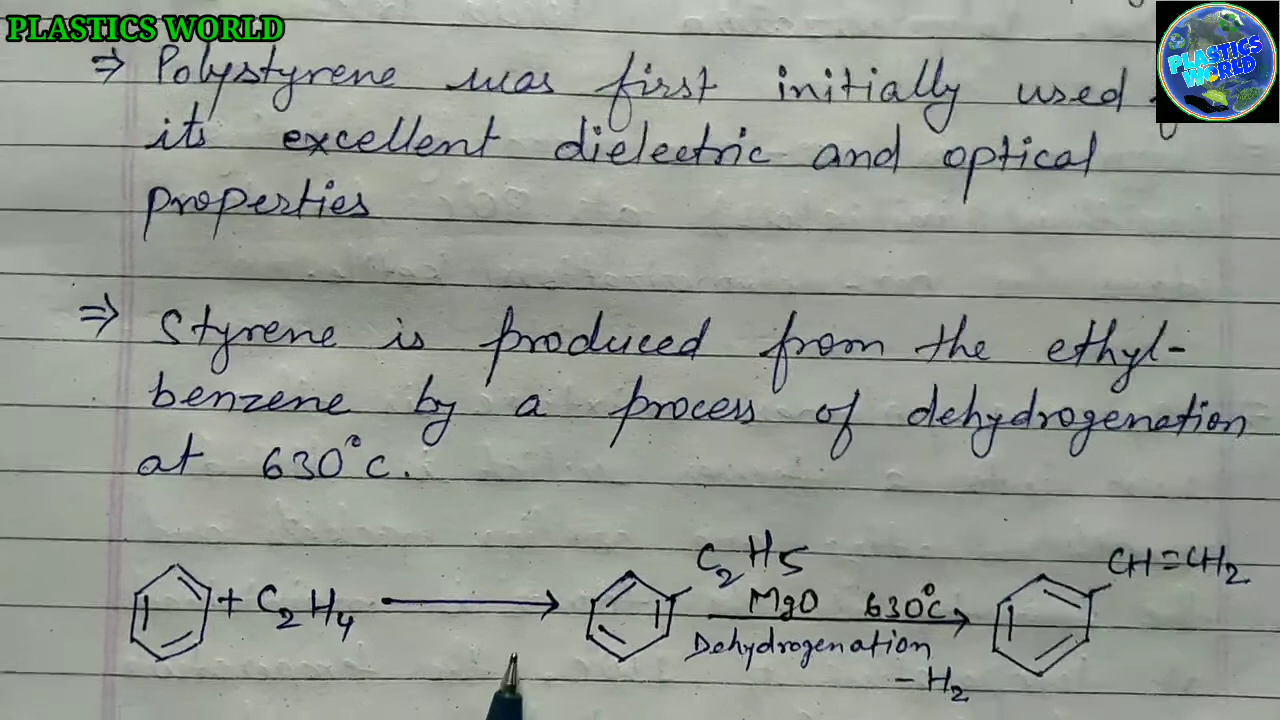 PLASTICS WORLD
PLASTICS WORLD
⇒ Polystyrene was first initially used
its excellent dielectric and optical
properties
⇒ Styrene is produced from the ethyl-
benzene by a process of dehydrogenation
at 630°C.
+ C₂H₄ → C₂H₅ MgO 630°C → CH=CH₂
Dehydrogenation
- H₂